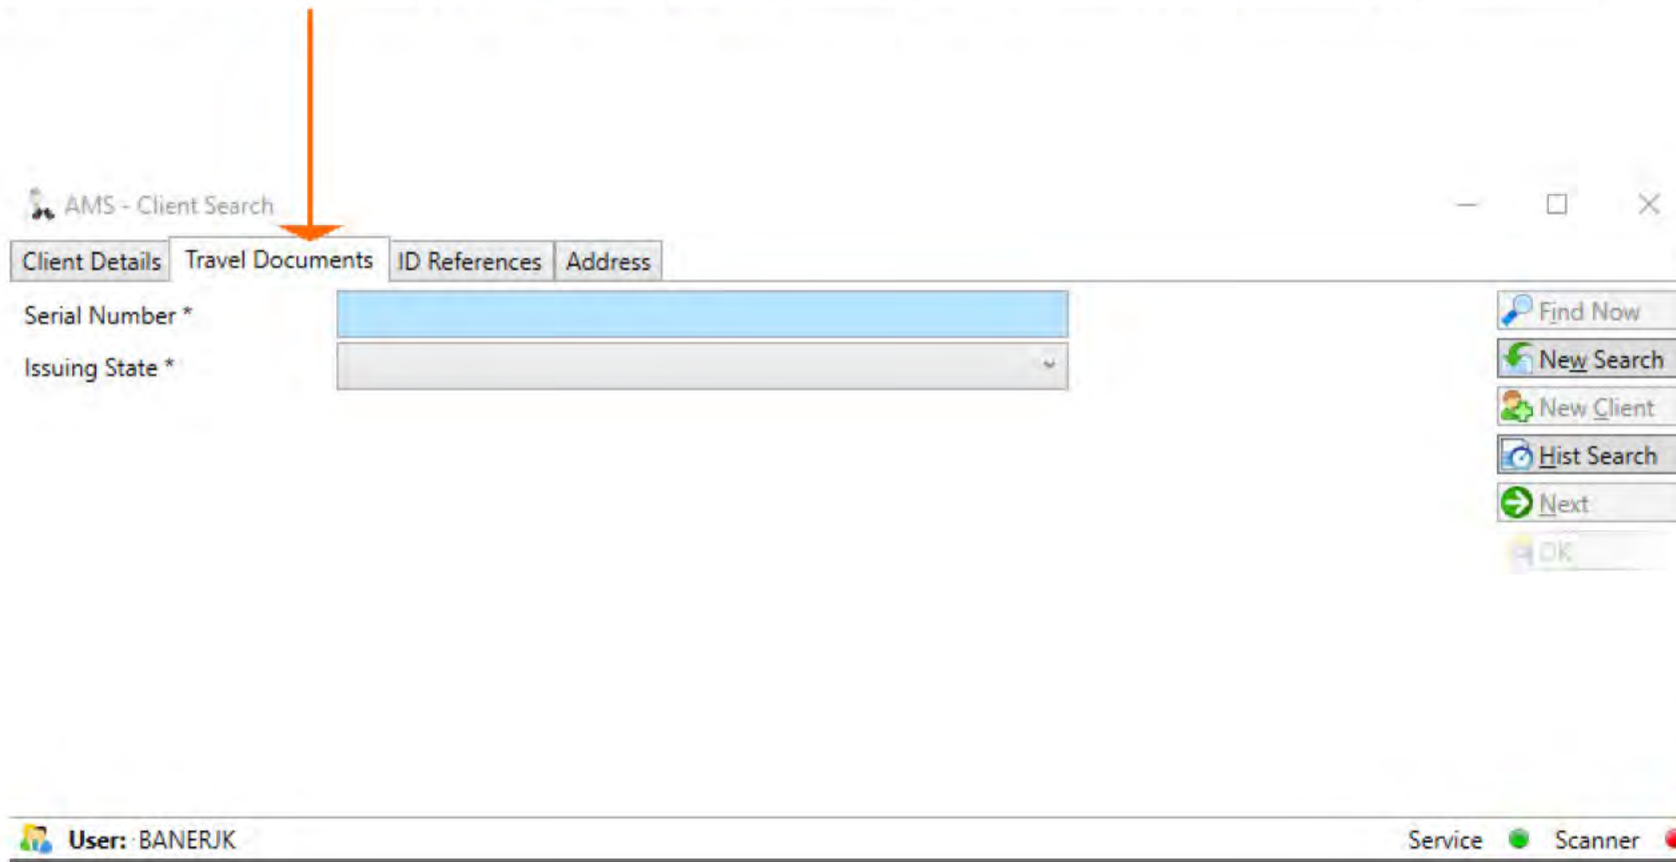 AMS - Client Search
Client Details Travel Documents ID References Address
Serial Number *
Issuing State *
Find Now
New Search
New Client
Hist Search
Next
OK
User: BANERJK
Service Scanner